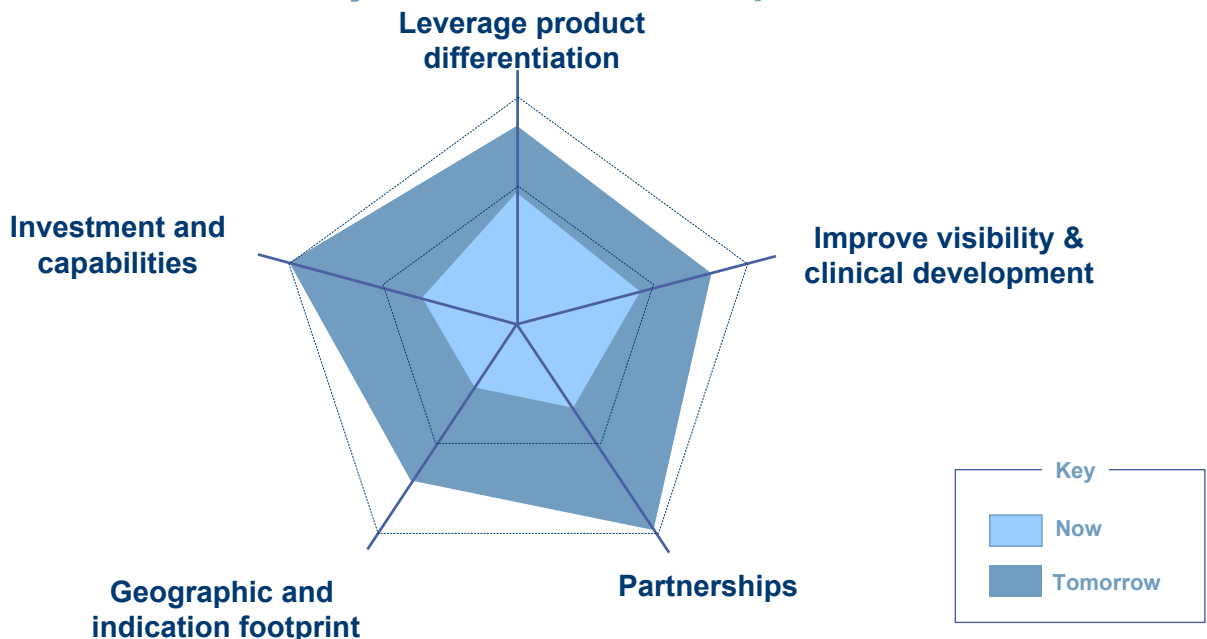 Leverage product
differentiation
Investment and
capabilities
Improve visibility &
clinical development
Geographic and
indication footprint
Partnerships
Key
Now
Tomorrow